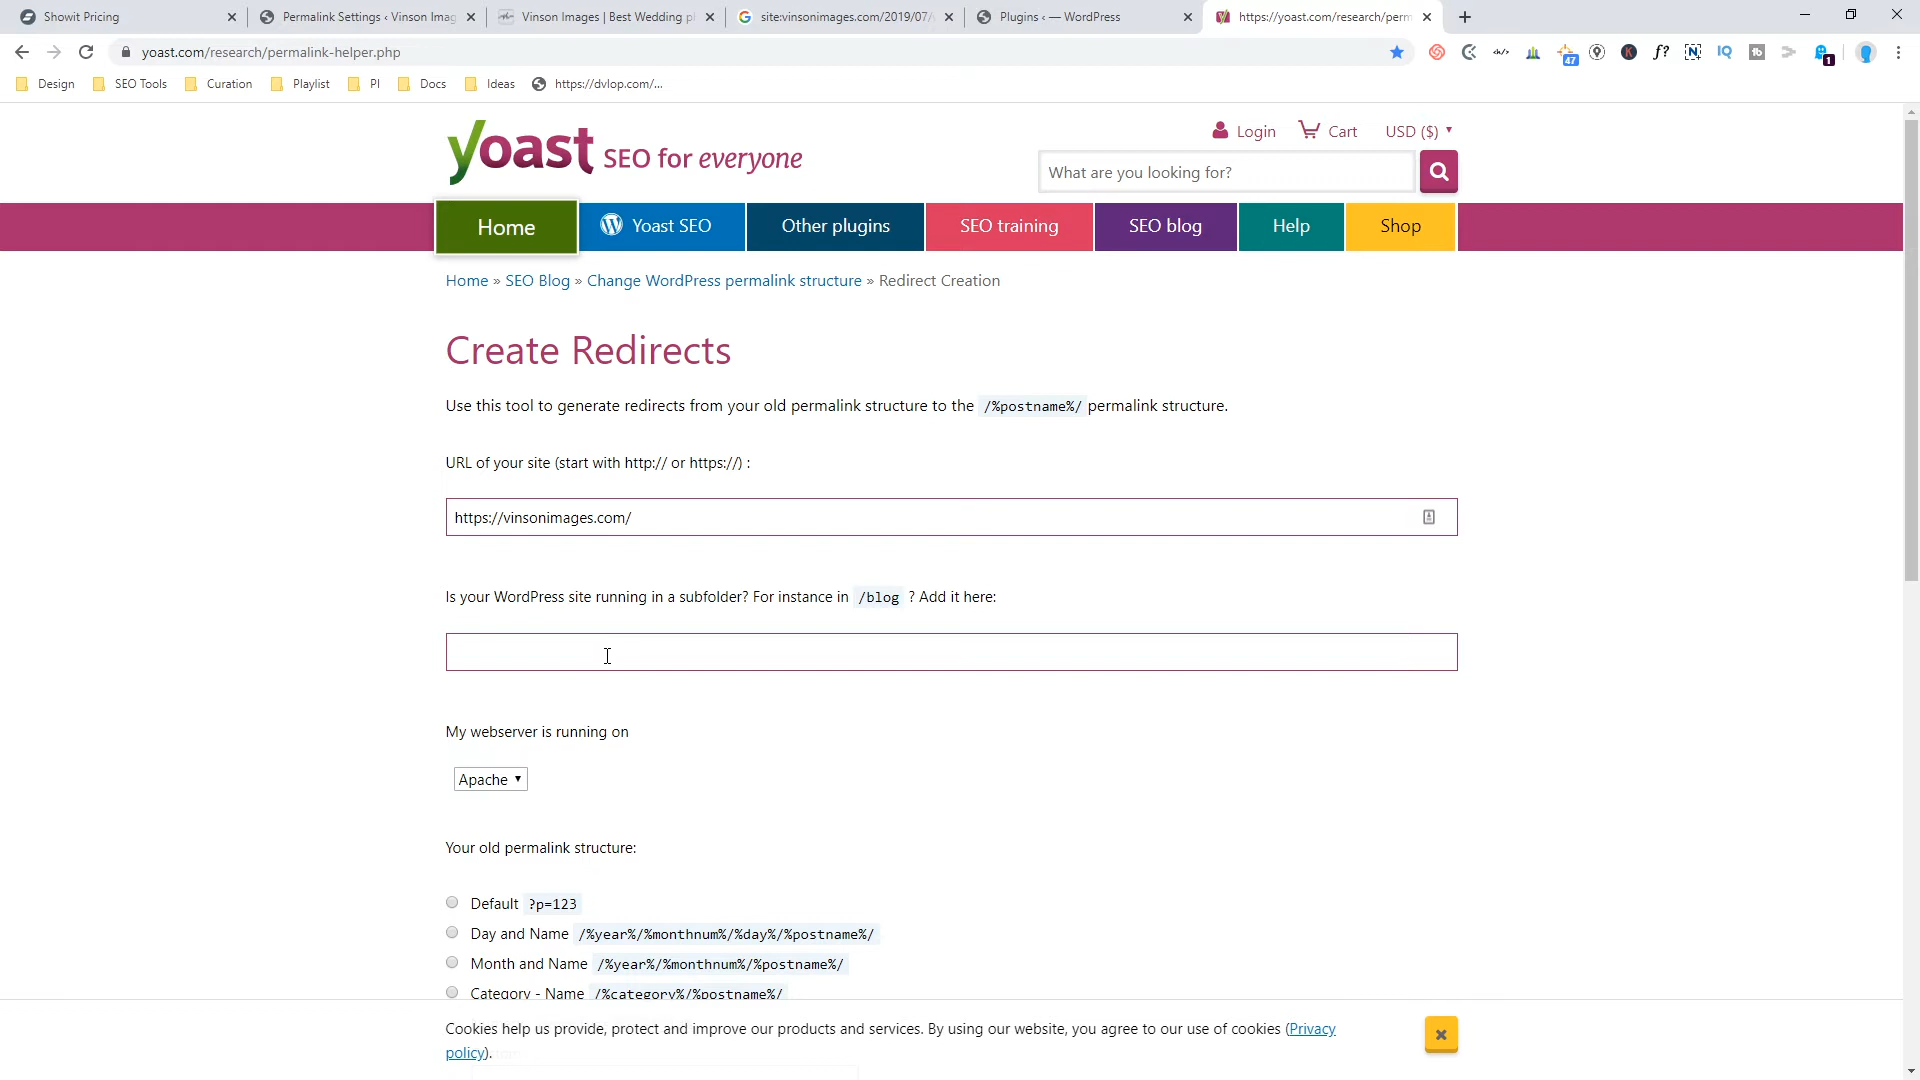 Showit Pricing
Permalink Settings ‹ Vinson Imag
Vinson Images | Best Wedding p
site:vinsonimages.com/2019/07/
Plugins ‹ — WordPress
https://yoast.com/research/perm
yoast.com/research/permalink-helper.php
47
1
Design
SEO Tools
Curation
Playlist
PI
Docs
Ideas
https://dvlop.com/...
yoast SEO for everyone
Login
Cart
USD ($)
What are you looking for?
Home
Yoast SEO
Other plugins
SEO training
SEO blog
Help
Shop
Home » SEO Blog » Change WordPress permalink structure » Redirect Creation
Create Redirects
Use this tool to generate redirects from your old permalink structure to the /%postname%/ permalink structure.
URL of your site (start with http:// or https://) :
https://vinsonimages.com/
Is your WordPress site running in a subfolder? For instance in /blog ? Add it here:
My webserver is running on
Apache
Your old permalink structure:
Default ?p=123
Day and Name /%year%/%monthnum%/%day%/%postname%/
Month and Name /%year%/%monthnum%/%postname%/
Category - Name /%category%/%postname%/
Cookies help us provide, protect and improve our products and services. By using our website, you agree to our use of cookies (Privacy
policy).